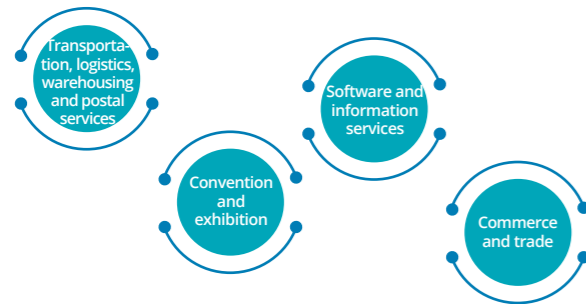 Transporta-
tion, logistics,
warehousing
and postal
services
Software and
information
services
Convention
and
exhibition
Commerce
and trade